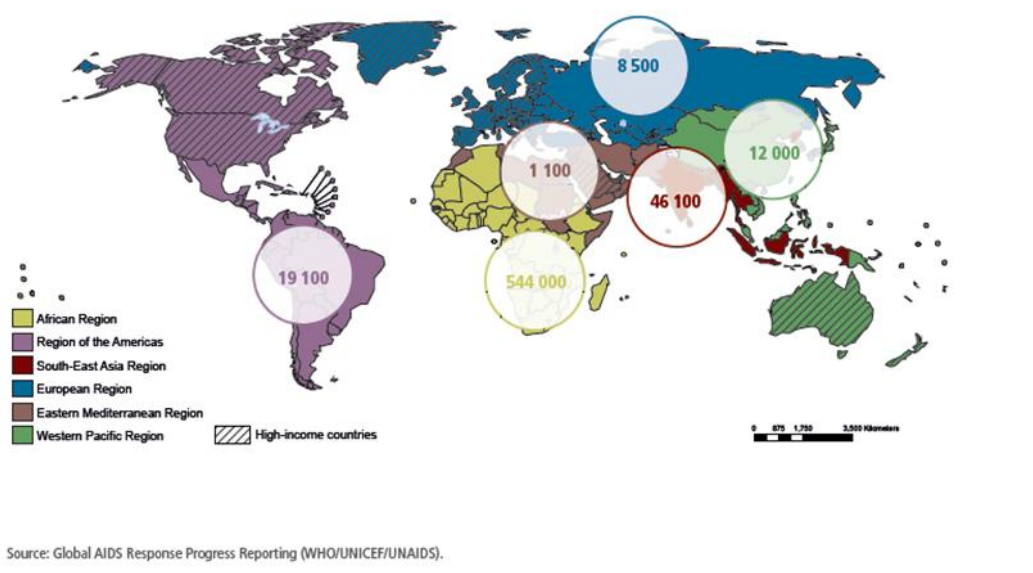 8 500
12 000
1 100
46 100
19 100
544 000
African Region
Region of the Americas
South-East Asia Region
European Region
Eastern Mediterranean Region
Western Pacific Region
High-income countries
0 875 1,750 3,500 Kilometers
Source: Global AIDS Response Progress Reporting (WHO/UNICEF/UNAIDS).